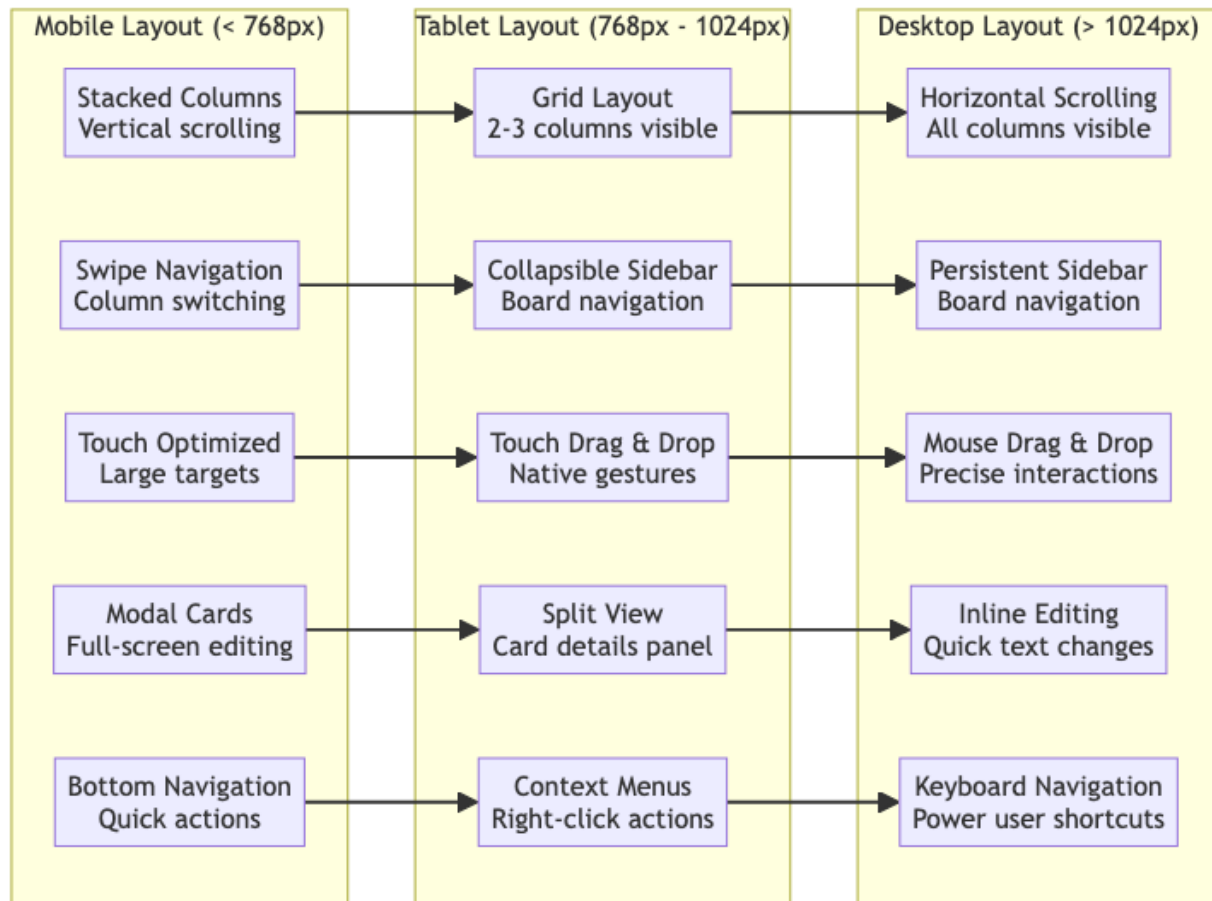 Mobile Layout (< 768px)
Tablet Layout (768px - 1024px)
Desktop Layout (> 1024px)
Stacked Columns
Vertical scrolling
Grid Layout
2-3 columns visible
Horizontal Scrolling
All columns visible
Swipe Navigation
Column switching
Collapsible Sidebar
Board navigation
Persistent Sidebar
Board navigation
Touch Optimized
Large targets
Touch Drag & Drop
Native gestures
Mouse Drag & Drop
Precise interactions
Modal Cards
Full-screen editing
Split View
Card details panel
Inline Editing
Quick text changes
Bottom Navigation
Quick actions
Context Menus
Right-click actions
Keyboard Navigation
Power user shortcuts